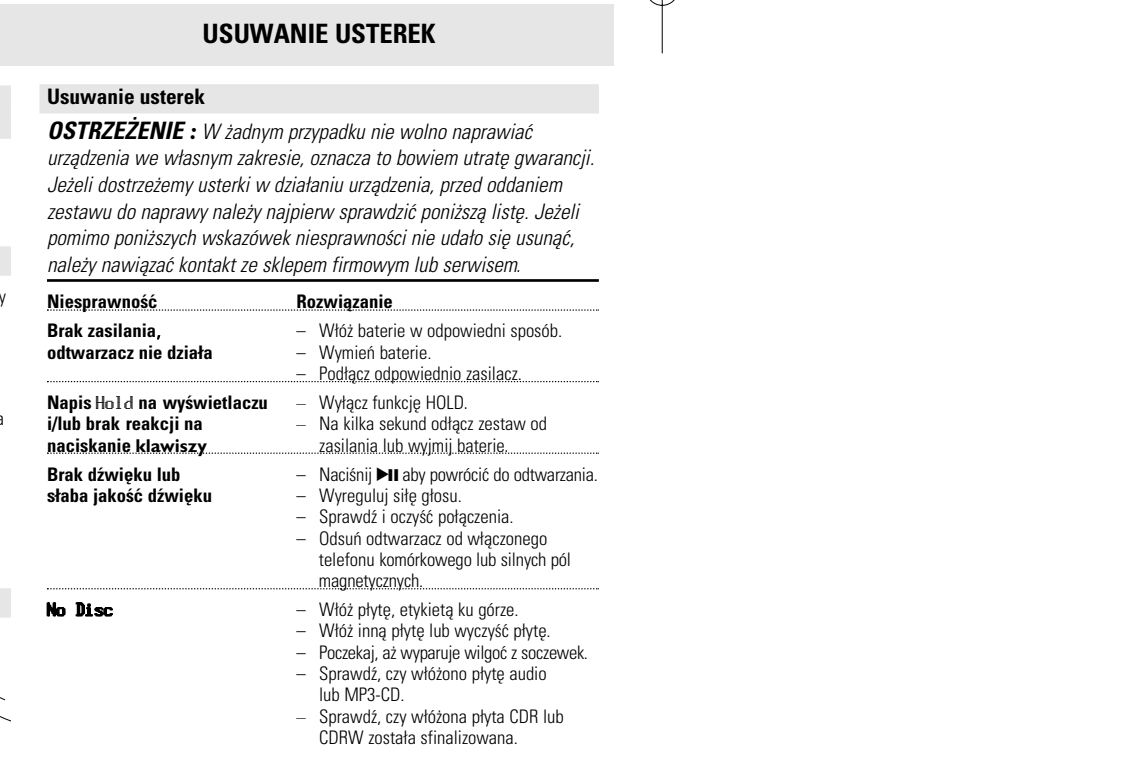 USUWANIE USTEREK
Usuwanie usterek
OSTRZEŻENIE : W żadnym przypadku nie wolno naprawiać
urządzenia we własnym zakresie, oznacza to bowiem utratę gwarancji.
Jeżeli dostrzeżemy usterki w działaniu urządzenia, przed oddaniem
zestawu do naprawy należy najpierw sprawdzić poniższą listę. Jeżeli
pomimo poniższych wskazówek niesprawności nie udało się usunąć,
należy nawiązać kontakt ze sklepem firmowym lub serwisem.
Niesprawność Rozwiązanie
Brak zasilania, – Włóż baterie w odpowiedni sposób.
odtwarzacz nie działa – Wymień baterie.
– Podłącz odpowiednio zasilacz.
Napis Hold na wyświetlaczu – Wyłącz funkcję HOLD.
i/lub brak reakcji na – Na kilka sekund odłącz zestaw od
naciskanie klawiszy zasilania lub wyjmij baterie.
Brak dźwięku lub – Naciśnij ►II aby powrócić do odtwarzania.
słaba jakość dźwięku – Wyreguluj siłę głosu.
– Sprawdź i oczyść połączenia.
– Odsuń odtwarzacz od włączonego
telefonu komórkowego lub silnych pól
magnetycznych.
No Disc – Włóż płytę, etykietą ku górze.
– Włóż inną płytę lub wyczyść płytę.
– Poczekaj, aż wyparuje wilgoć z soczewek.
– Sprawdź, czy włóżono płytę audio
lub MP3-CD.
– Sprawdź, czy włóżona płyta CDR lub
CDRW została sfinalizowana.